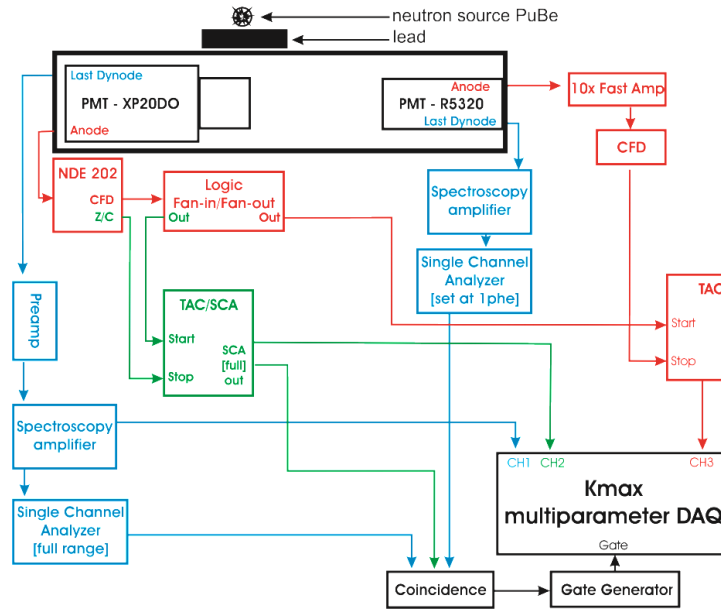 neutron source PuBe
lead
Last Dynode
PMT - XP20DO
Anode
Anode
PMT - R5320
Last Dynode
10x Fast Amp
CFD
NDE 202
CFD
Z/C
Logic
Fan-in/Fan-out
Out
Out
Spectroscopy
amplifier
Single Channel
Analyzer
[set at 1phe]
Preamp
TAC/SCA
Start
SCA
[full]
out
Stop
TAC
Start
Stop
Spectroscopy
amplifier
CH1
CH2
CH3
Kmax
multiparameter DAQ
Gate
Single Channel
Analyzer
[full range]
Coincidence
Gate Generator